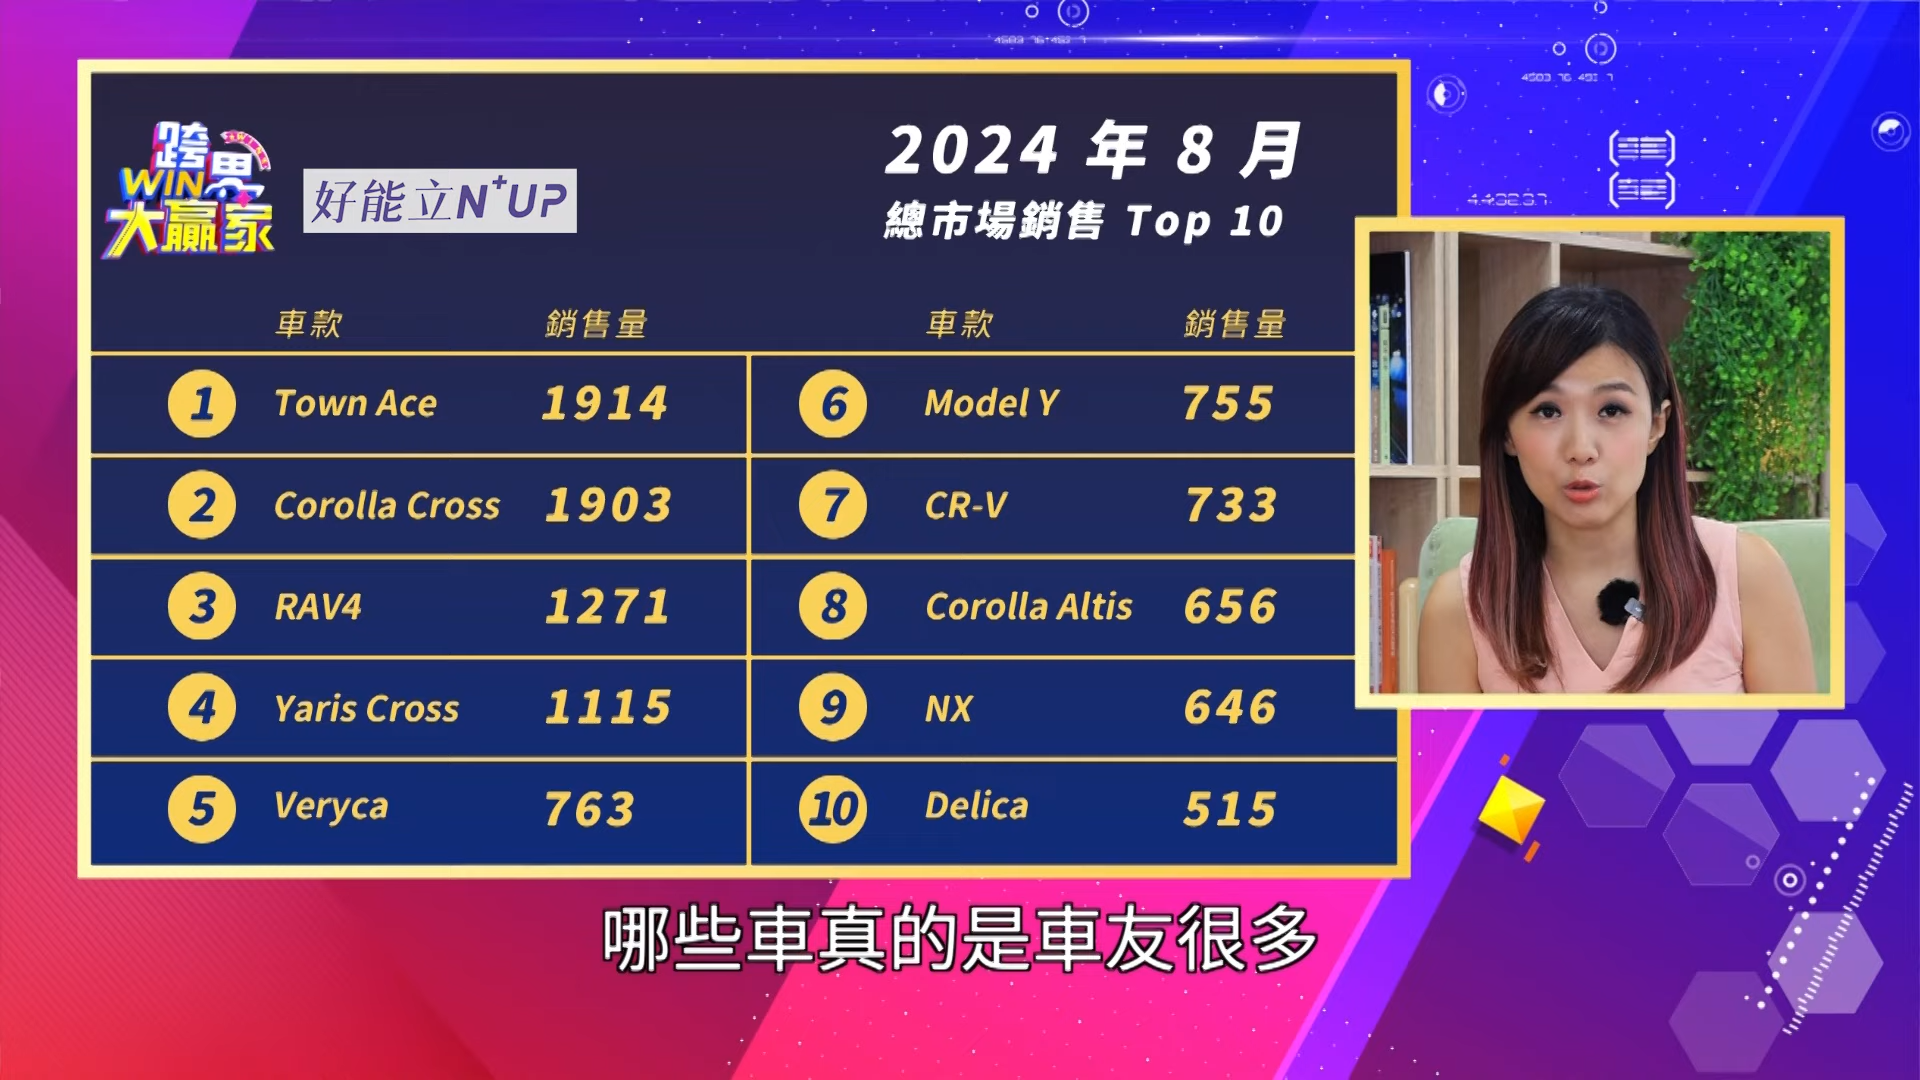 跨界
WIN
大贏家
好能立N+UP
2024 年 8 月
總市場銷售 Top 10
車款 銷售量 車款 銷售量
1 Town Ace 1914
2 Corolla Cross 1903
3 RAV4 1271
4 Yaris Cross 1115
5 Veryca 763
6 Model Y 755
7 CR-V 733
8 Corolla Altis 656
9 NX 646
10 Delica 515
哪些車真的是車友很多